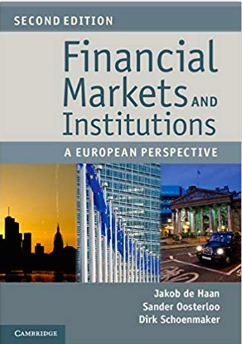 SECOND EDITION
Financial
Markets AND
Institutions
A EUROPEAN PERSPECTIVE
Jakob de Haan
Sander Oosterloo
Dirk Schoenmaker
CAMBRIDGE